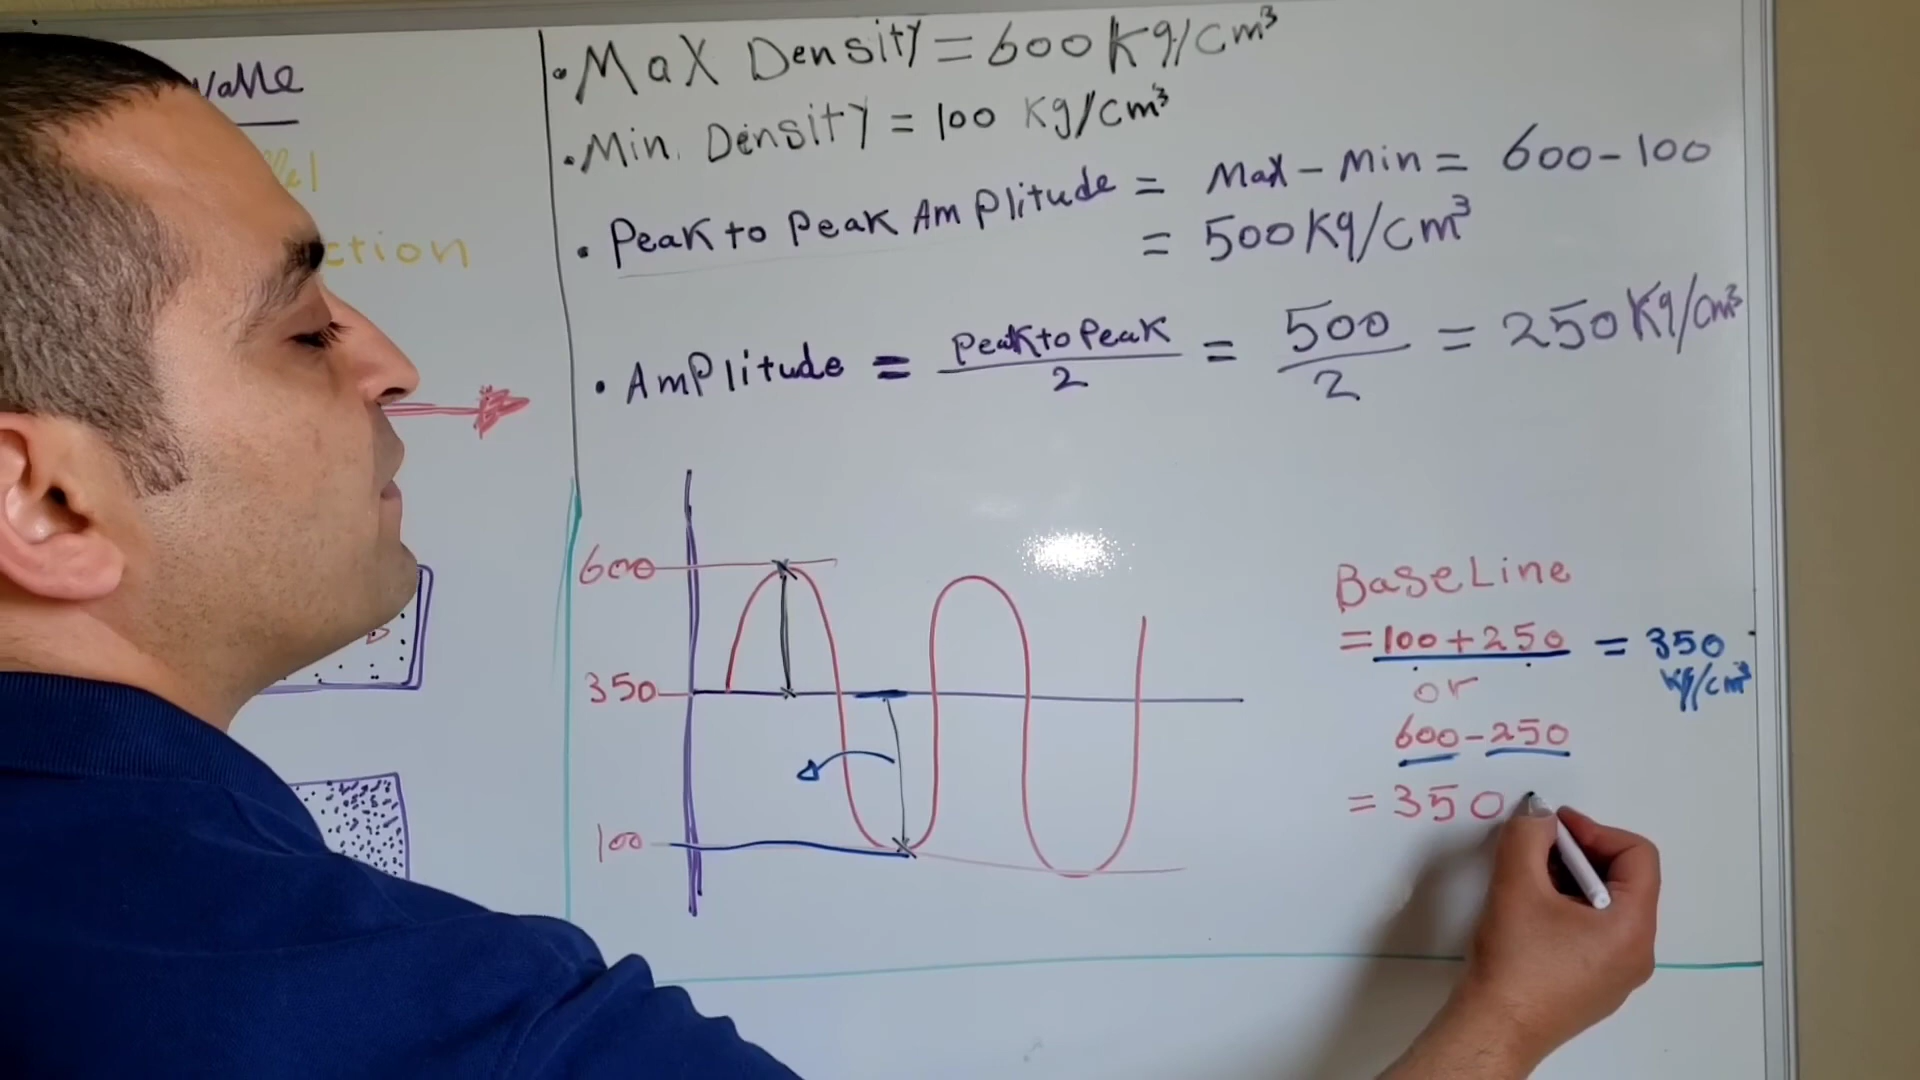 • Max Density = 600 Kg/cm³
• Min. Density = 100 Kg/cm³
• Peak to Peak Amplitude = Max - Min = 600 - 100
= 500 Kg/cm³
• Amplitude = Peak to Peak / 2 = 500 / 2 = 250 Kg/cm³
600
350
100
BaseLine
= 100 + 250 = 350 Kg/cm³
or
600 - 250
= 350